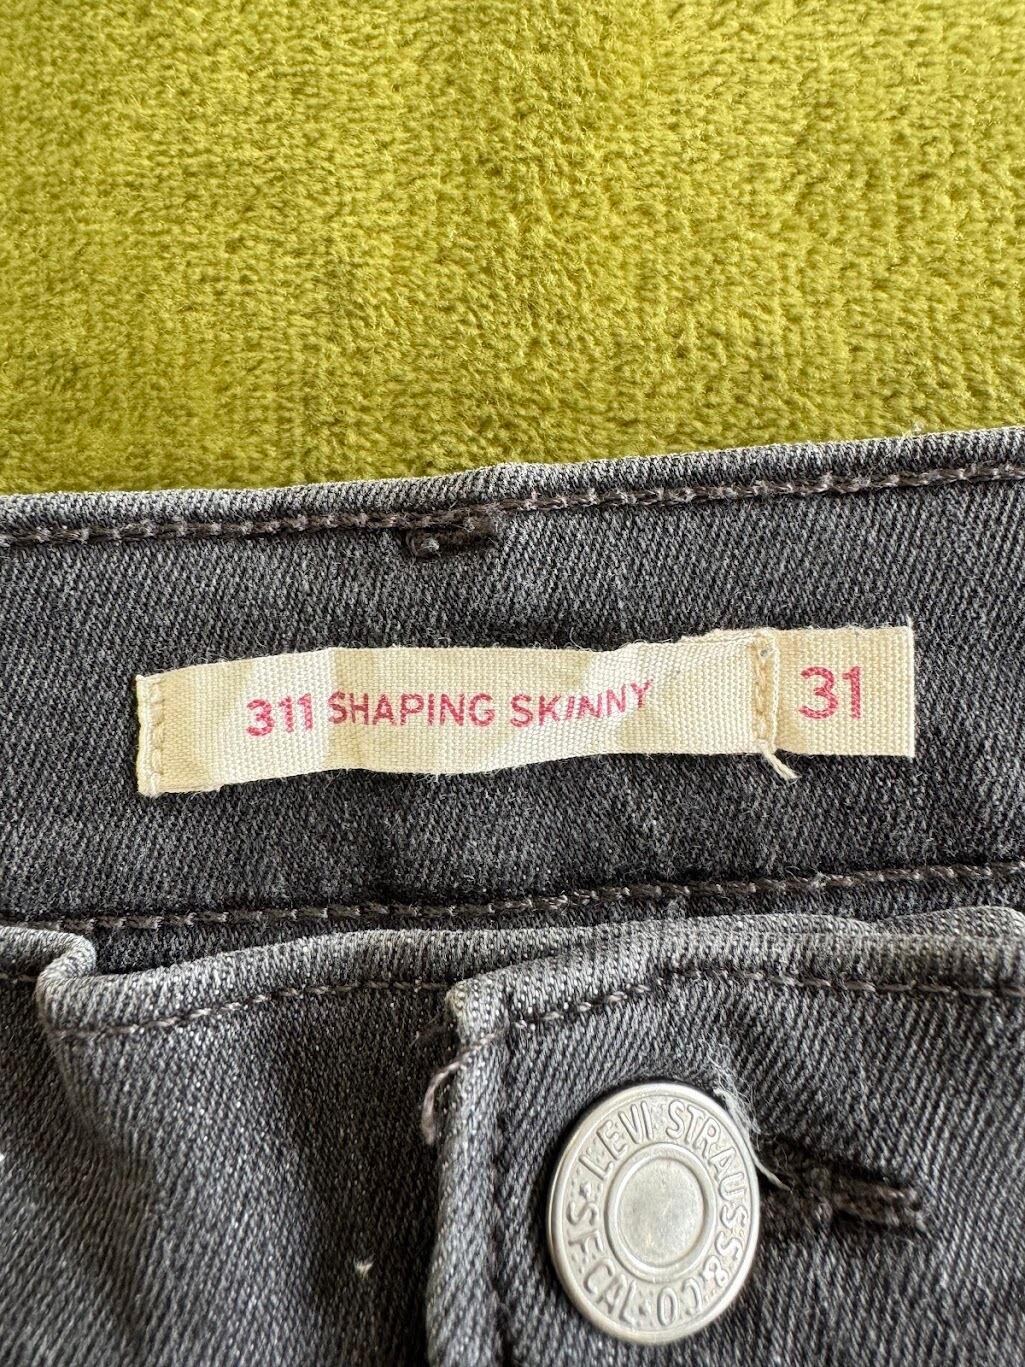 311 SHAPING SKINNY
31
LEVI STRAUSS & CO. S.F. CAL.